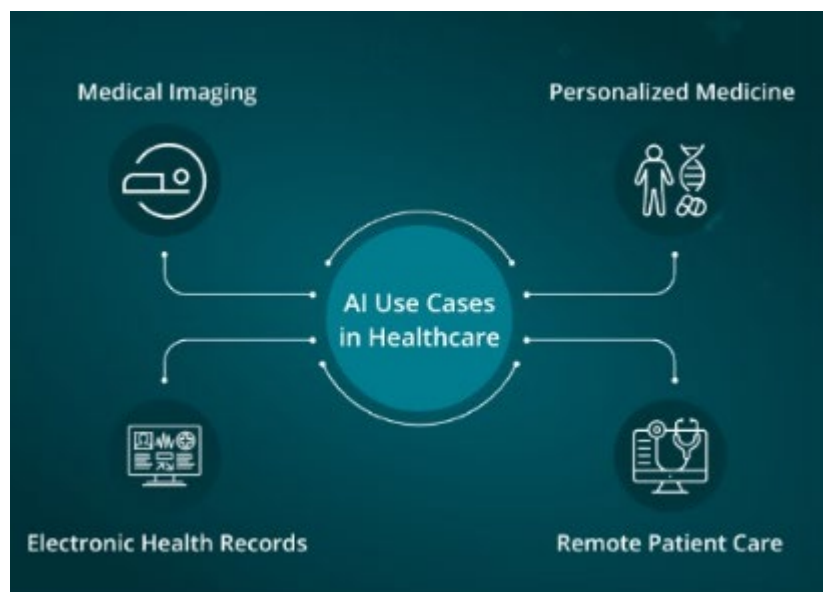 Medical Imaging
Personalized Medicine
AI Use Cases
in Healthcare
Electronic Health Records
Remote Patient Care